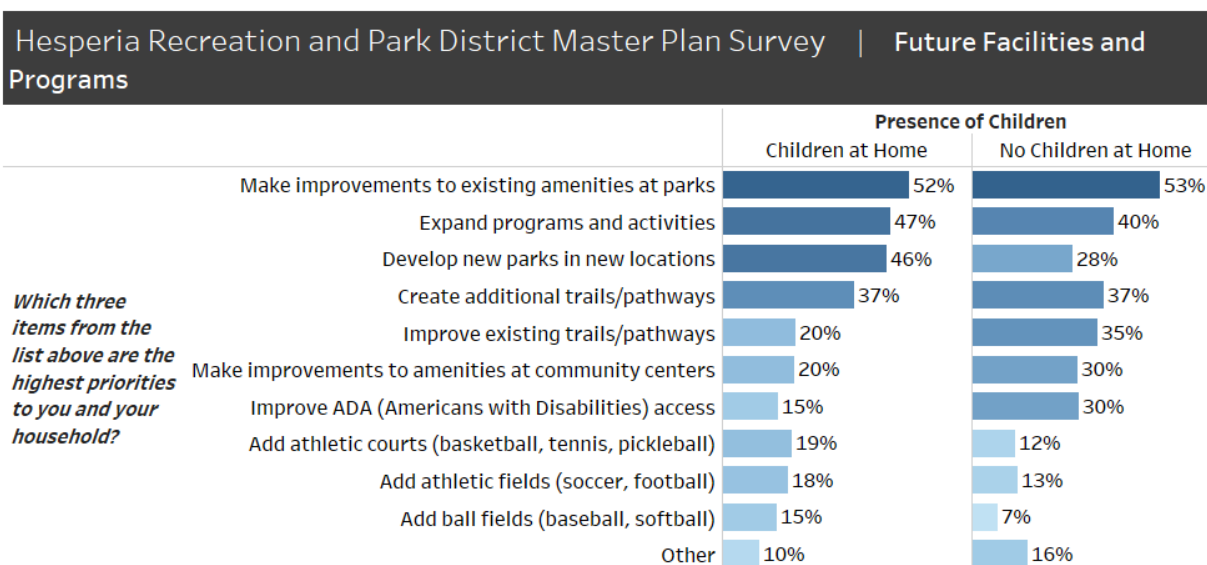 Hesperia Recreation and Park District Master Plan Survey | Future Facilities and
Programs
Presence of Children
Children at Home No Children at Home
Which three
items from the
list above are the
highest priorities
to you and your
household?
Make improvements to existing amenities at parks 52% 53%
Expand programs and activities 47% 40%
Develop new parks in new locations 46% 28%
Create additional trails/pathways 37% 37%
Improve existing trails/pathways 20% 35%
Make improvements to amenities at community centers 20% 30%
Improve ADA (Americans with Disabilities) access 15% 30%
Add athletic courts (basketball, tennis, pickleball) 19% 12%
Add athletic fields (soccer, football) 18% 13%
Add ball fields (baseball, softball) 15% 7%
Other 10% 16%